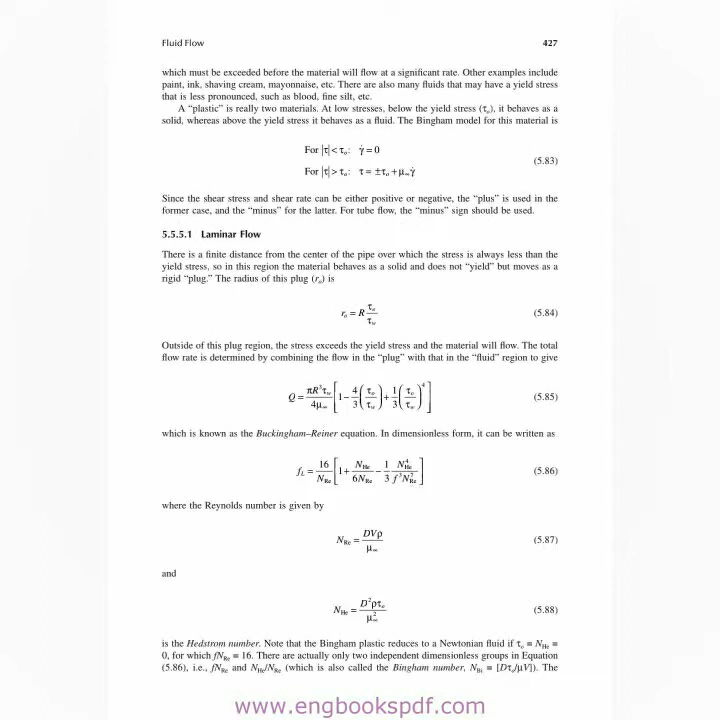 Fluid Flow 427
which must be exceeded before the material will flow at a significant rate. Other examples include
paint, ink, shaving cream, mayonnaise, etc. There are also many fluids that may have a yield stress
that is less pronounced, such as blood, fine silt, etc.
A “plastic” is really two materials. At low stresses, below the yield stress (τₒ), it behaves as a
solid, whereas above the yield stress it behaves as a fluid. The Bingham model for this material is
For |τ| < τₒ: γ̇ = 0
For |τ| > τₒ: τ = ±τₒ + μ∞γ̇
(5.83)
Since the shear stress and shear rate can be either positive or negative, the “plus” is used in the
former case, and the “minus” for the latter. For tube flow, the “minus” sign should be used.
5.5.5.1 Laminar Flow
There is a finite distance from the center of the pipe over which the stress is always less than the
yield stress, so in this region the material behaves as a solid and does not “yield” but moves as a
rigid “plug.” The radius of this plug (rₒ) is
rₒ = R τₒ/τw (5.84)
Outside of this plug region, the stress exceeds the yield stress and the material will flow. The total
flow rate is determined by combining the flow in the “plug” with that in the “fluid” region to give
Q = πR³τw/4μ∞ [1 − 4/3 (τₒ/τw) + 1/3 (τₒ/τw)⁴] (5.85)
which is known as the Buckingham–Reiner equation. In dimensionless form, it can be written as
fL = 16/NRe [1 + NHe/6NRe − 1/3 N⁴He/f³N²Re] (5.86)
where the Reynolds number is given by
NRe = DVρ/μ∞ (5.87)
and
NHe = D²ρτₒ/μ²∞ (5.88)
is the Hedstrom number. Note that the Bingham plastic reduces to a Newtonian fluid if τₒ = NHe =
0, for which fNRe = 16. There are actually only two independent dimensionless groups in Equation
(5.86), i.e., fNRe and NHe/NRe (which is also called the Bingham number, NBi = [Dτₒ/μV]). The
www.engbookspdf.com